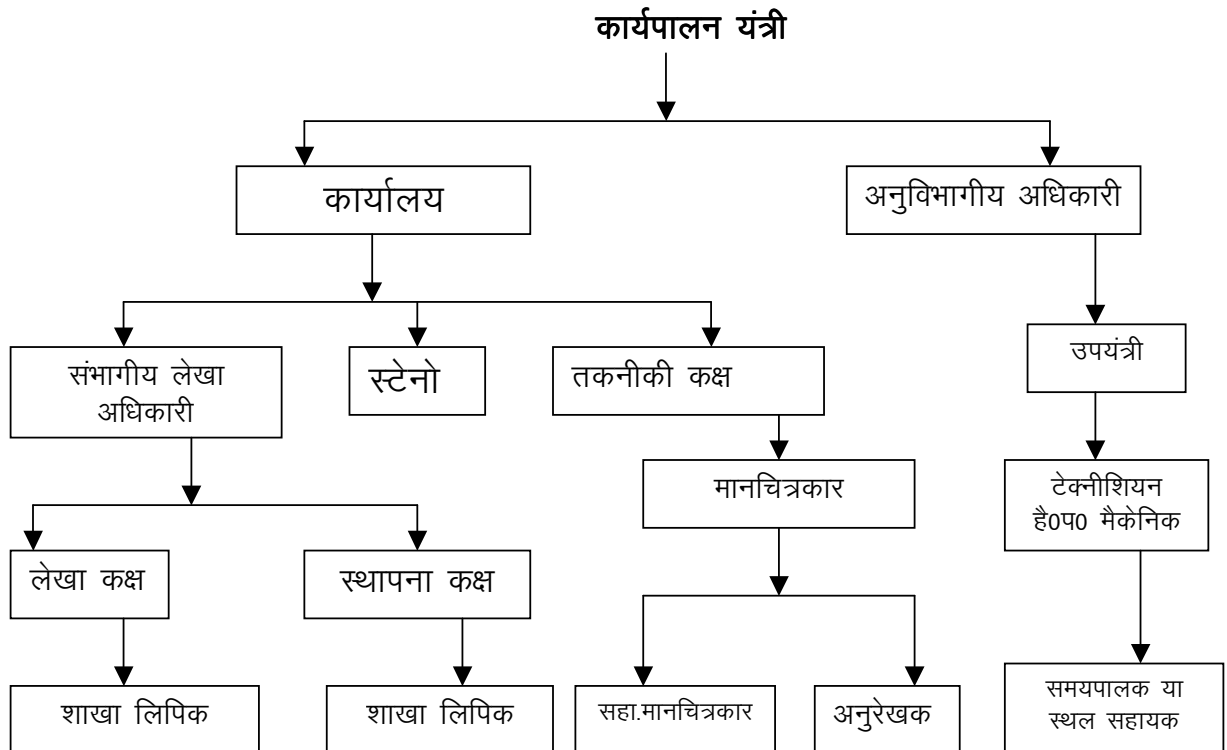 कार्यपालन यंत्री
कार्यालय
अनुविभागीय अधिकारी
संभागीय लेखा
अधिकारी
स्टेनो
तकनीकी कक्ष
उपयंत्री
मानचित्रकार
टेक्नीशियन
है0प0 मैकेनिक
लेखा कक्ष
स्थापना कक्ष
शाखा लिपिक
शाखा लिपिक
सहा.मानचित्रकार
अनुरेखक
समयपालक या
स्थल सहायक